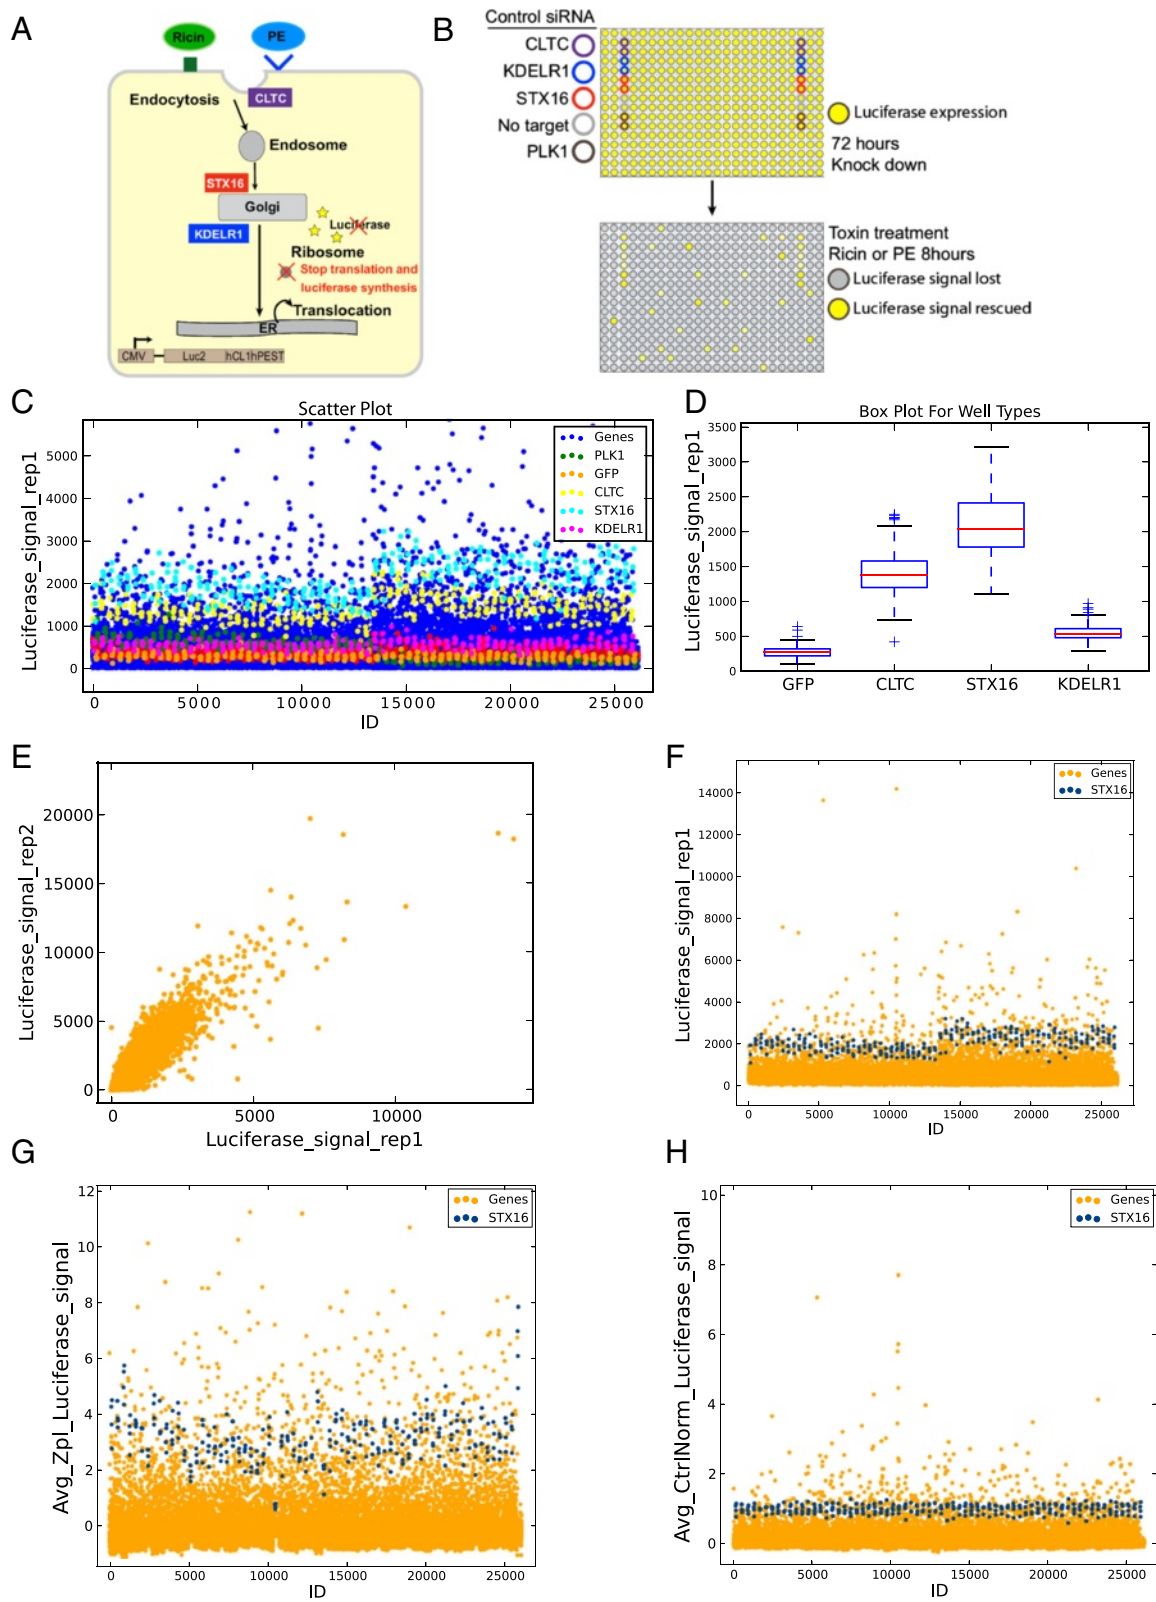 A
Ricin
PE
Endocytosis
CLTC
Endosome
STX16
Golgi
KDELR1
Luciferase
Ribosome
Stop translation and
luciferase synthesis
Translocation
ER
CMV
Luc2
hCL1hPEST
B
Control siRNA
CLTC
KDELR1
STX16
No target
PLK1
Luciferase expression
72 hours
Knock down
Toxin treatment
Ricin or PE 8hours
Luciferase signal lost
Luciferase signal rescued
C
Scatter Plot
Luciferase_signal_rep1
5000
4000
3000
2000
1000
0
Genes
PLK1
GFP
CLTC
STX16
KDELR1
0 5000 10000 15000 20000 25000
ID
D
Box Plot For Well Types
Luciferase_signal_rep1
3500
3000
2500
2000
1500
1000
500
0
GFP CLTC STX16 KDELR1
E
Luciferase_signal_rep2
20000
15000
10000
5000
0
0 5000 10000
Luciferase_signal_rep1
F
Luciferase_signal_rep1
14000
12000
10000
8000
6000
4000
2000
0
Genes
STX16
0 5000 10000 15000 20000 25000
ID
G
Avg_Zpl_Luciferase_signal
12
10
8
6
4
2
0
Genes
STX16
0 5000 10000 15000 20000 25000
ID
H
Avg_CtrlNorm_Luciferase_signal
10
8
6
4
2
0
Genes
STX16
0 5000 10000 15000 20000 25000
ID